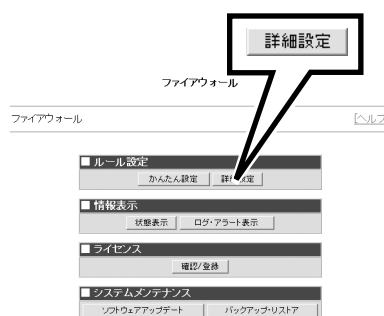 詳細設定
ファイアウォール
ファイアウォール
[ヘルプ
■ ルール設定
かんたん設定 詳細設定
■ 情報表示
状態表示 ログ・アラート表示
■ ライセンス
確認/登録
■ システムメンテナンス
ソフトウェアアップデート バックアップ・リストア